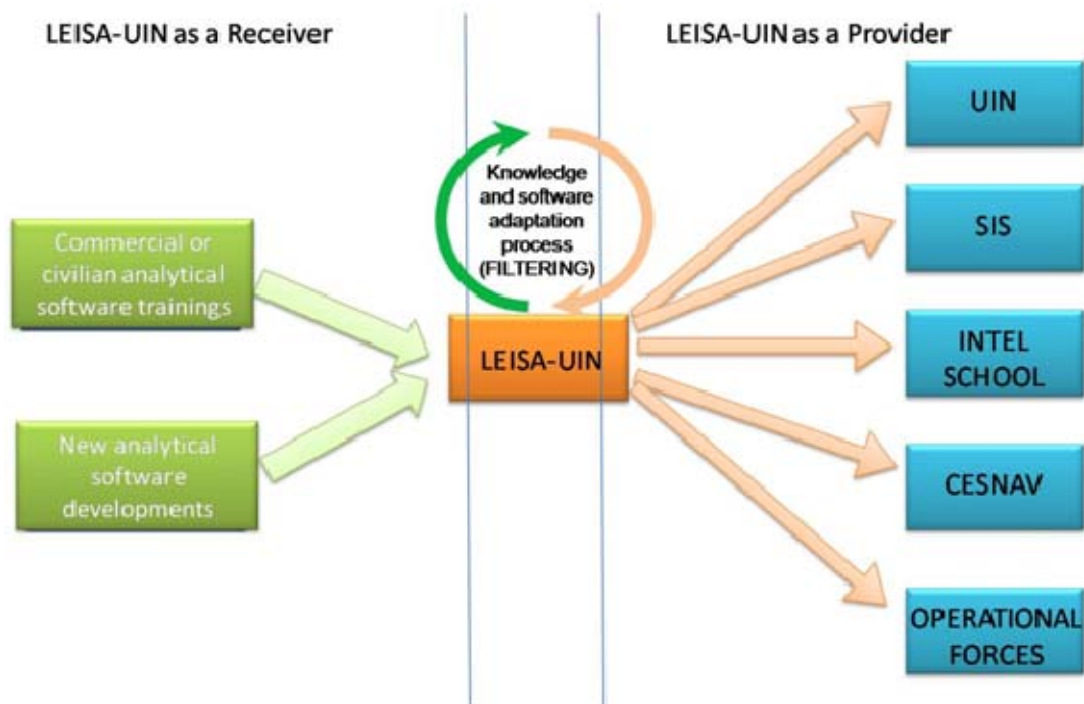 LEISA-UIN as a Receiver
LEISA-UIN as a Provider
Commercial or
civilian analytical
software trainings
New analytical
software
developments
Knowledge
and software
adaptation
process
(FILTERING)
LEISA-UIN
UIN
SIS
INTEL
SCHOOL
CESNAV
OPERATIONAL
FORCES